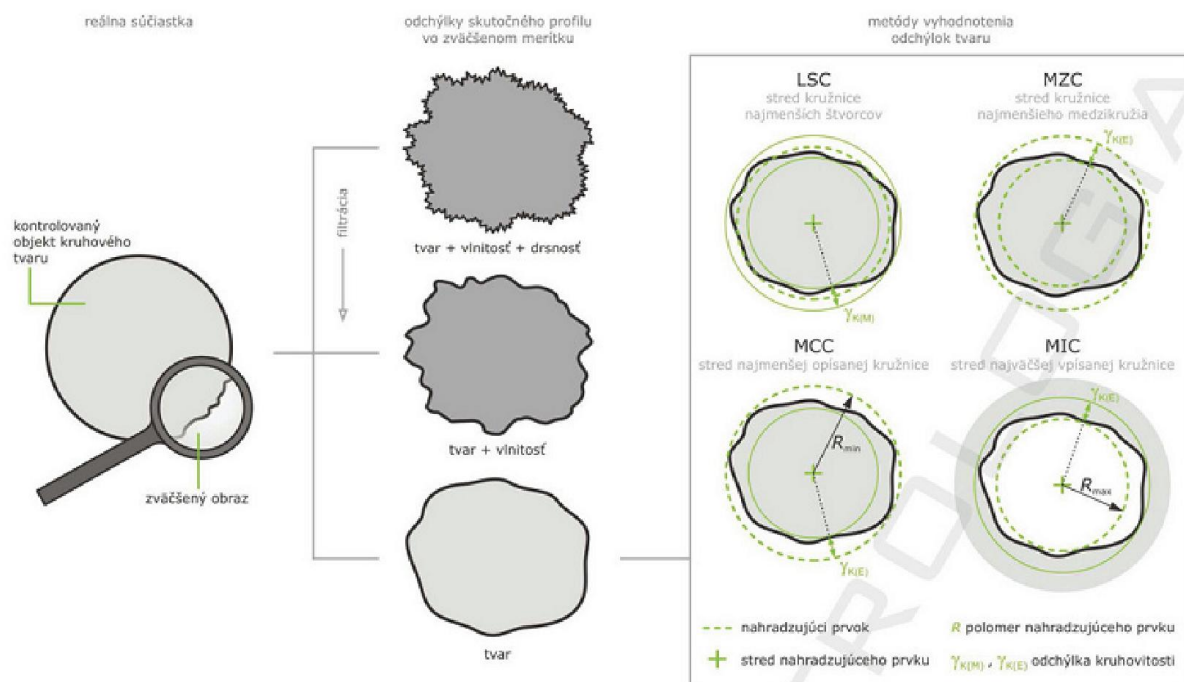 reálna súčiastka
odchýlky skutočného profilu
vo zväčšenom merítku
metódy vyhodnotenia
odchýlok tvaru
kontrolovaný
objekt kruhového
tvaru
zväčšený obraz
filtrácia
tvar + vlnitosť + drsnosť
tvar + vlnitosť
tvar
LSC
stred kružnice
najmenších štvorcov
γK(M)
MZC
stred kružnice
najmenšieho medzikružia
γK(E)
MCC
stred najmenšej opísanej kružnice
Rmin
γK(E)
MIC
stred najväčšej vpísanej kružnice
γK(E)
Rmax
nahradzujúci prvok
R polomer nahradzujúceho prvku
stred nahradzujúceho prvku
γK(M) , γK(E) odchýlka kruhovitosti